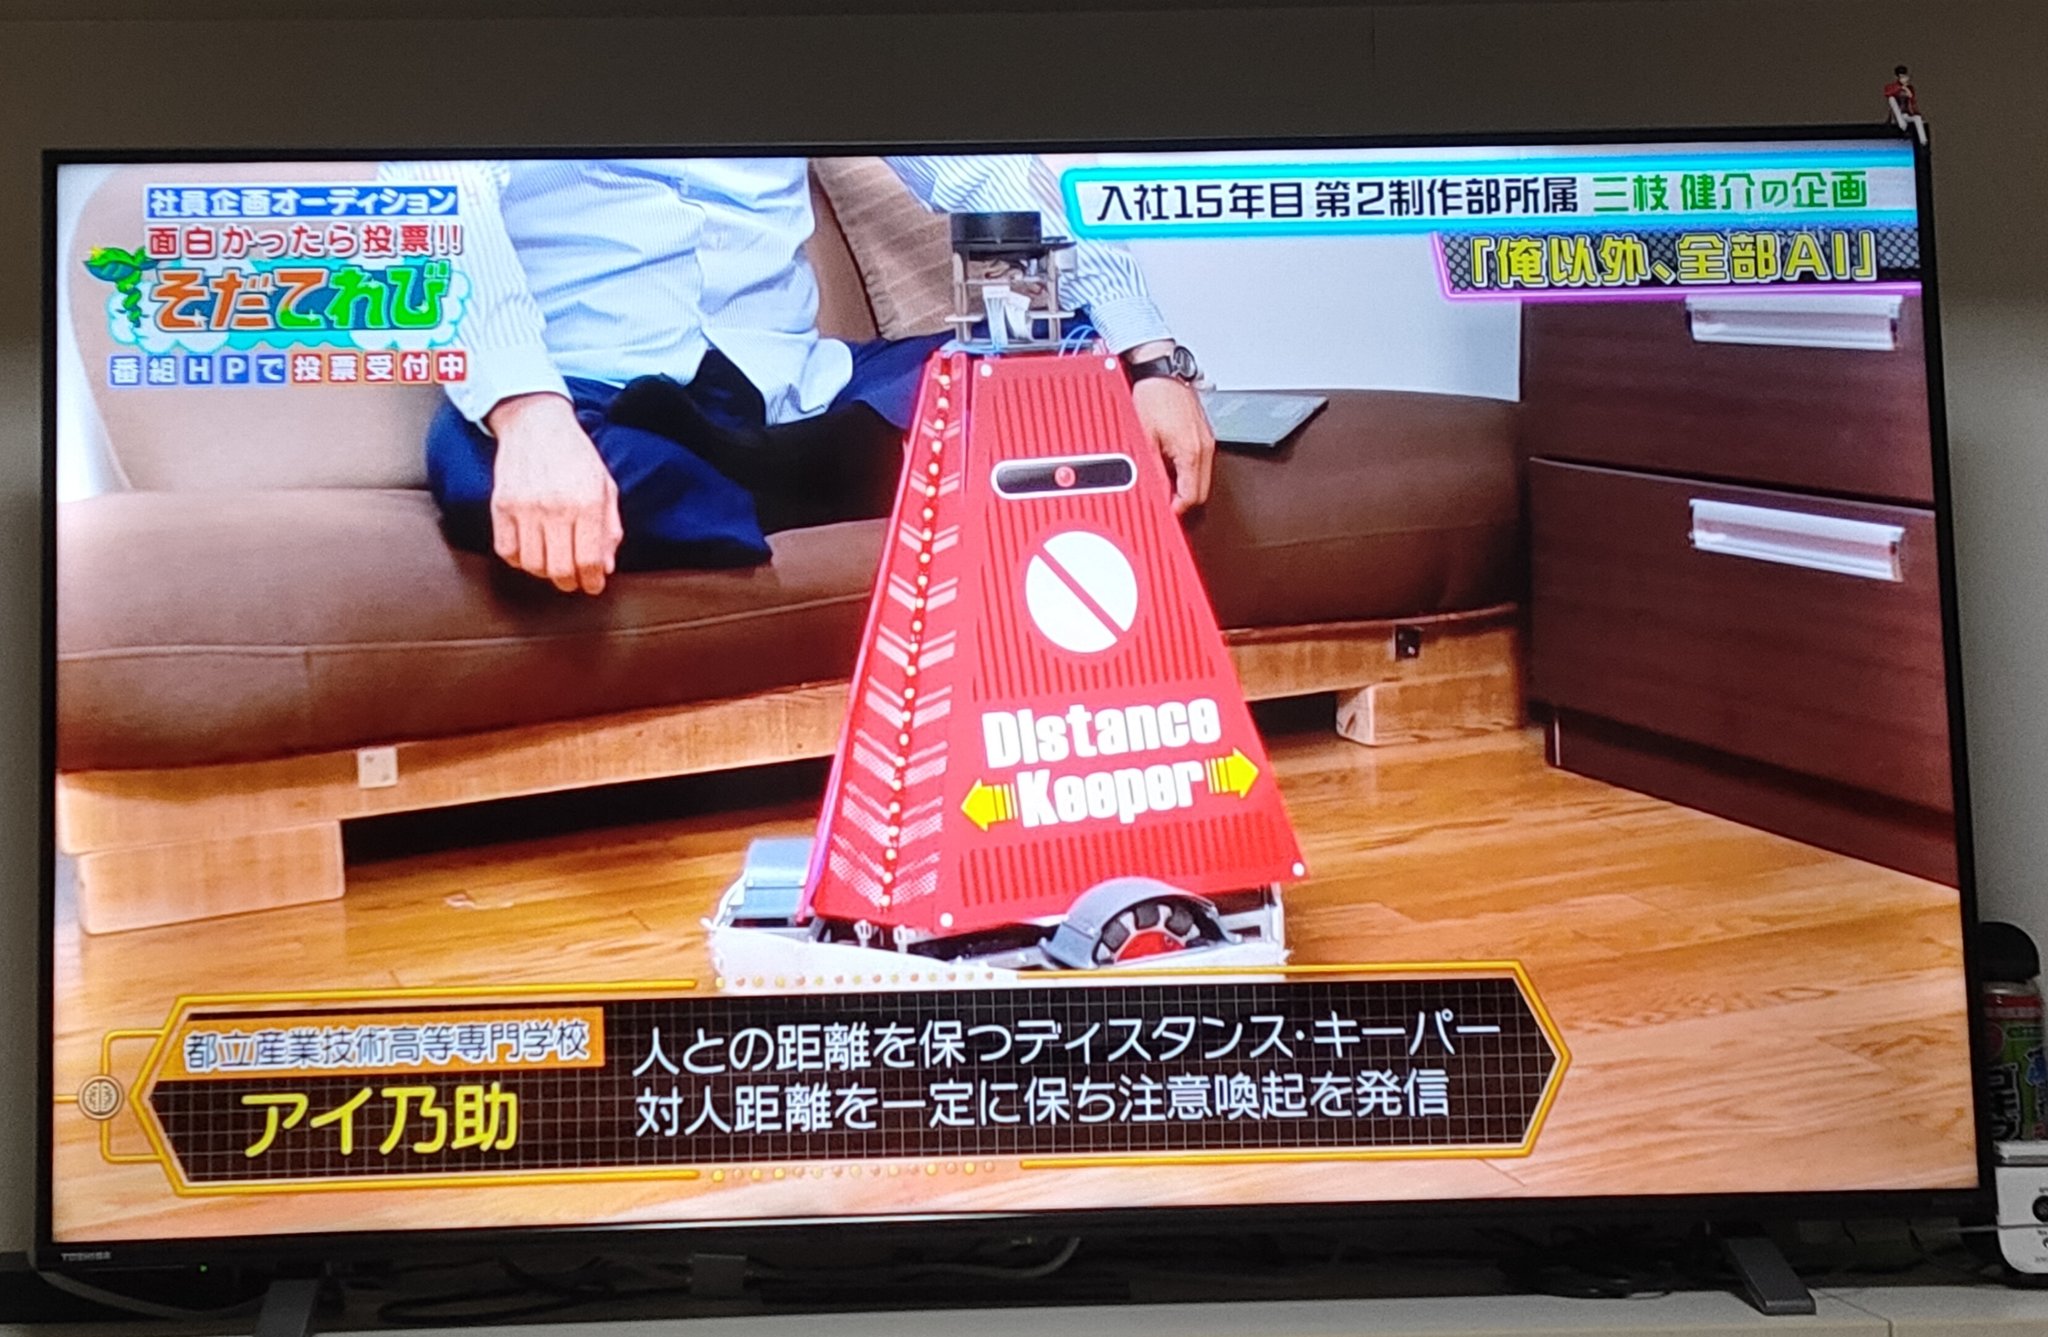 社員企画オーディション
面白かったら投票!!
そだてれび
番組HPで投票受付中
入社15年目 第2制作部所属 三枝 健介の企画
「俺以外、全部AI」
Distance
Keeper
都立産業技術高等専門学校
アイ乃助
人との距離を保つディスタンス・キーパー
対人距離を一定に保ち注意喚起を発信
TOSHIBA